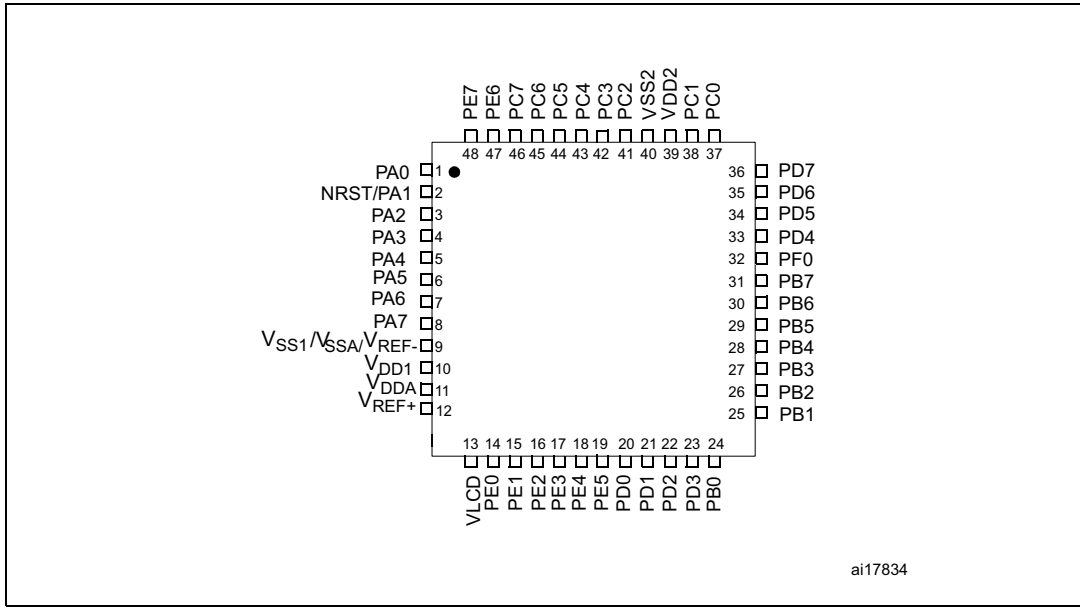 PE7 PE6 PC7 PC6 PC5 PC4 PC3 PC2 VSS2 VDD2 PC1 PC0
48 47 46 45 44 43 42 41 40 39 38 37
PA0 1 36 PD7
NRST/PA1 2 35 PD6
PA2 3 34 PD5
PA3 4 33 PD4
PA4 5 32 PF0
PA5 6 31 PB7
PA6 7 30 PB6
PA7 8 29 PB5
VSS1/VSSA/VREF- 9 28 PB4
VDD1 10 27 PB3
VDDA 11 26 PB2
VREF+ 12 25 PB1
13 14 15 16 17 18 19 20 21 22 23 24
VLCD PE0 PE1 PE2 PE3 PE4 PE5 PD0 PD1 PD2 PD3 PB0
ai17834